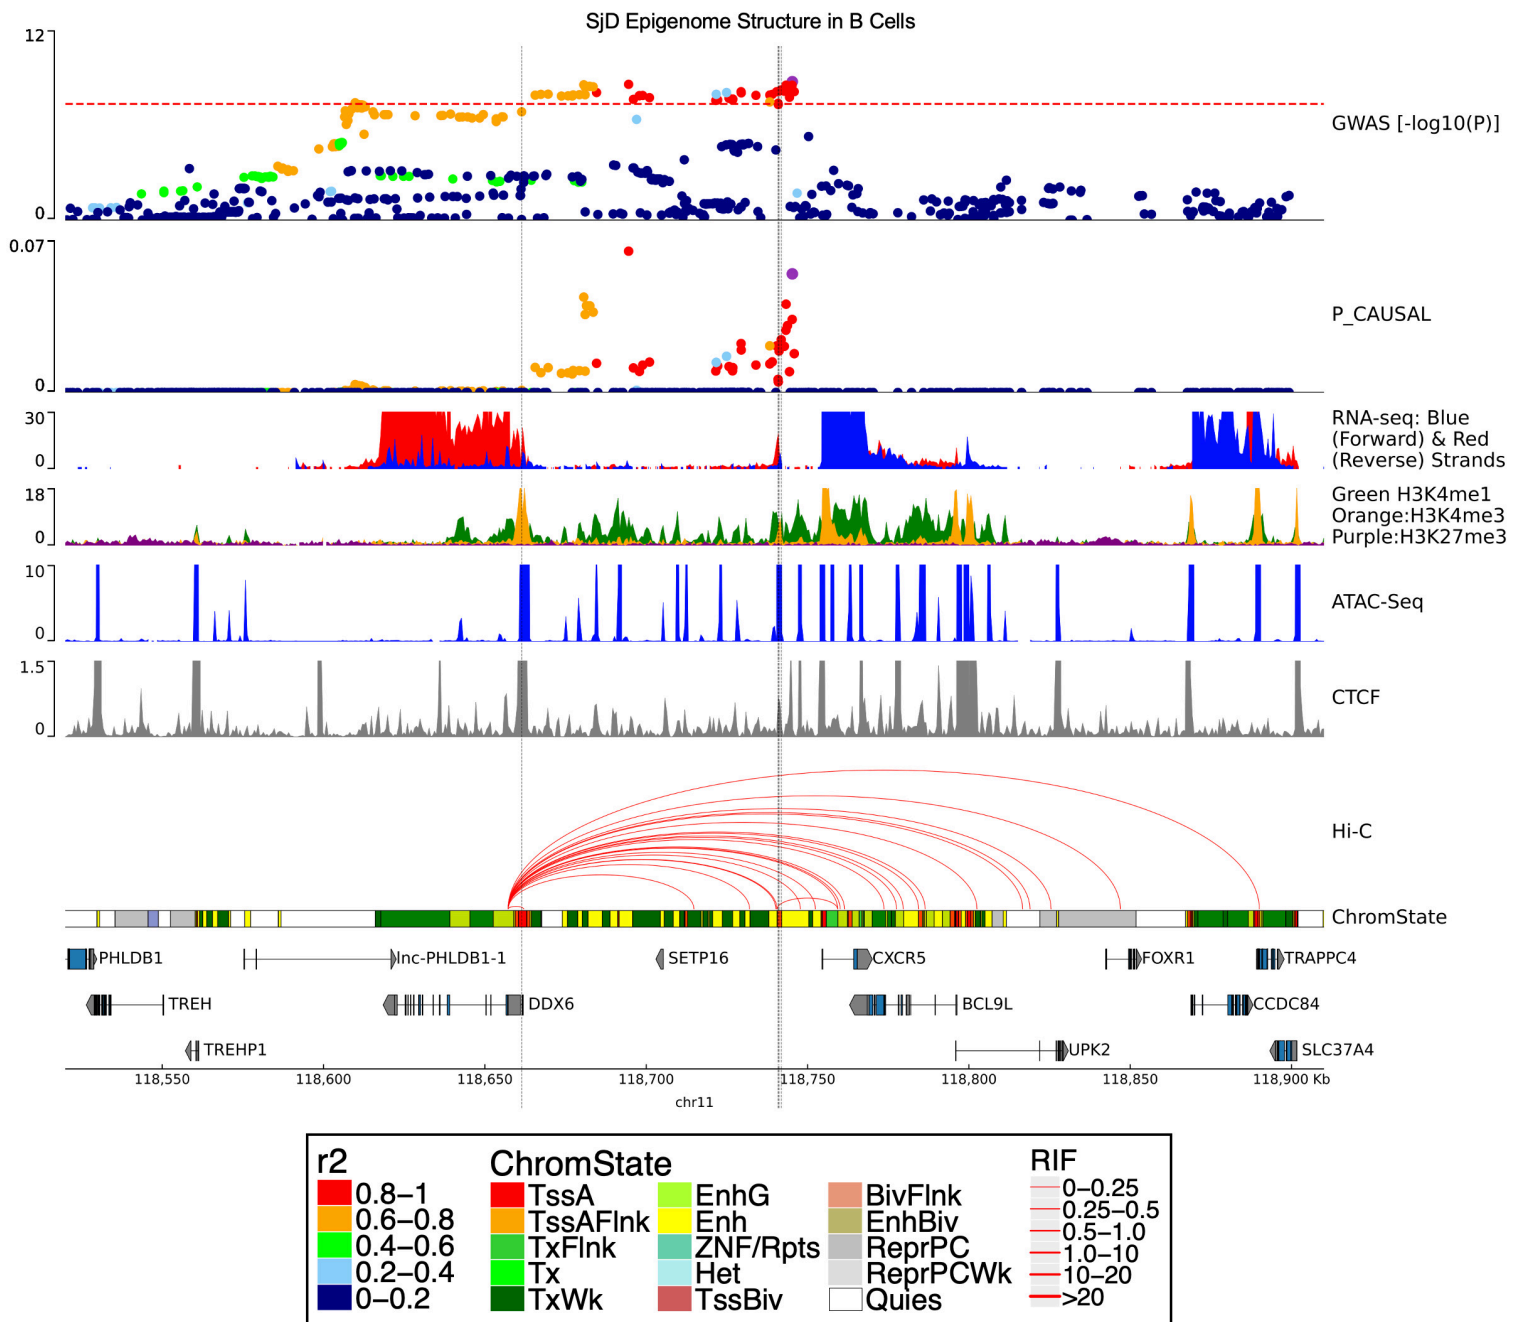 SjD Epigenome Structure in B Cells
12
0
GWAS [-log10(P)]
0.07
0
P_CAUSAL
30
0
RNA-seq: Blue
(Forward) & Red
(Reverse) Strands
18
0
Green H3K4me1
Orange:H3K4me3
Purple:H3K27me3
10
0
ATAC-Seq
1.5
0
CTCF
Hi-C
ChromState
PHLDB1 lnc-PHLDB1-1 SETP16 CXCR5 FOXR1 TRAPPC4
TREH DDX6 BCL9L CCDC84
TREHP1 UPK2 SLC37A4
118,550 118,600 118,650 118,700 118,750 118,800 118,850 118,900 Kb
chr11
r2
0.8–1
0.6–0.8
0.4–0.6
0.2–0.4
0–0.2
ChromState
TssA
TssAFlnk
TxFlnk
Tx
TxWk
EnhG
Enh
ZNF/Rpts
Het
TssBiv
BivFlnk
EnhBiv
ReprPC
ReprPCWk
Quies
RIF
0–0.25
0.25–0.5
0.5–1.0
1.0–10
10–20
>20